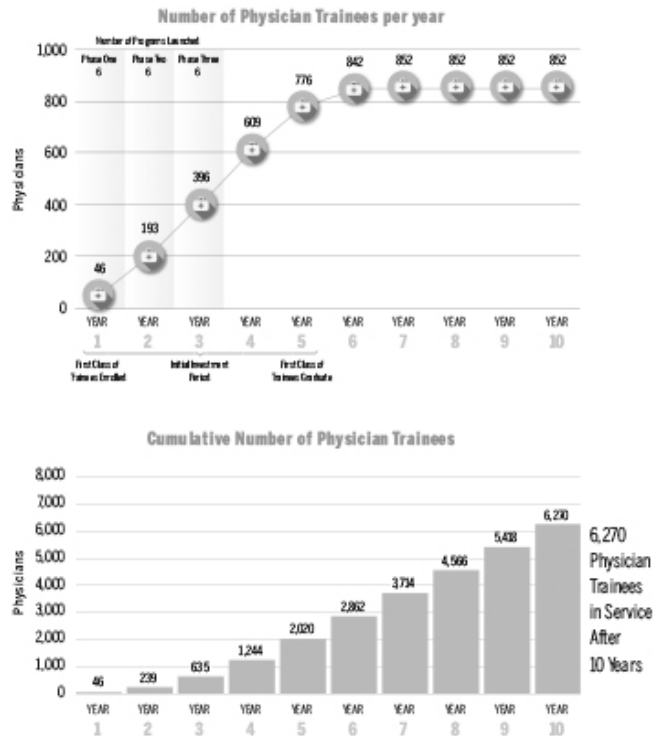 Number of Physician Trainees per year
Number of Programs Launched
Phase One
6
Phase Two
6
Phase Three
6
1,000
800
600
400
200
0
Physicians
46
193
396
609
776
842
852
852
852
852
YEAR 1
YEAR 2
YEAR 3
YEAR 4
YEAR 5
YEAR 6
YEAR 7
YEAR 8
YEAR 9
YEAR 10
First Class of
Trainees Enrolled
Initial Investment
Period
First Class of
Trainees Graduate
Cumulative Number of Physician Trainees
8,000
7,000
6,000
5,000
4,000
3,000
2,000
1,000
0
Physicians
46
239
635
1,244
2,020
2,862
3,714
4,566
5,418
6,270
YEAR 1
YEAR 2
YEAR 3
YEAR 4
YEAR 5
YEAR 6
YEAR 7
YEAR 8
YEAR 9
YEAR 10
6,270
Physician
Trainees
in Service
After
10 Years